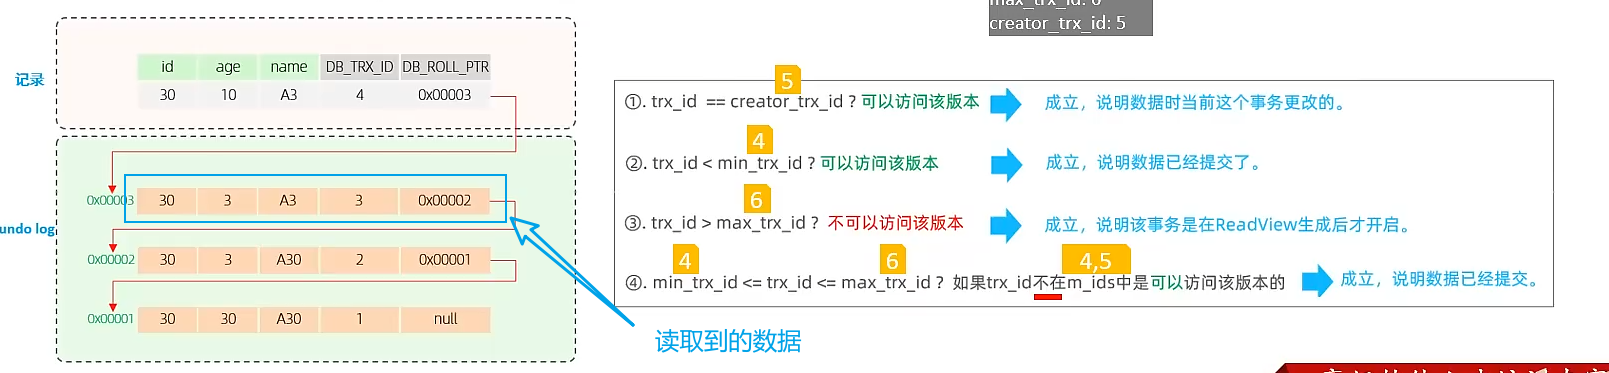 creator_trx_id: 5
记录
id age name DB_TRX_ID DB_ROLL_PTR
30 10 A3 4 0x00003
undo log
0x00003 30 3 A3 3 0x00002
0x00002 30 3 A30 2 0x00001
0x00001 30 30 A30 1 null
读取到的数据
5
①. trx_id == creator_trx_id ? 可以访问该版本 成立，说明数据时当前这个事务更改的。
4
②. trx_id < min_trx_id ? 可以访问该版本 成立，说明数据已经提交了。
6
③. trx_id > max_trx_id ? 不可以访问该版本 成立，说明该事务是在ReadView生成后才开启。
4 6 4,5
④. min_trx_id <= trx_id <= max_trx_id ? 如果trx_id不在m_ids中是可以访问该版本的 成立，说明数据已经提交。